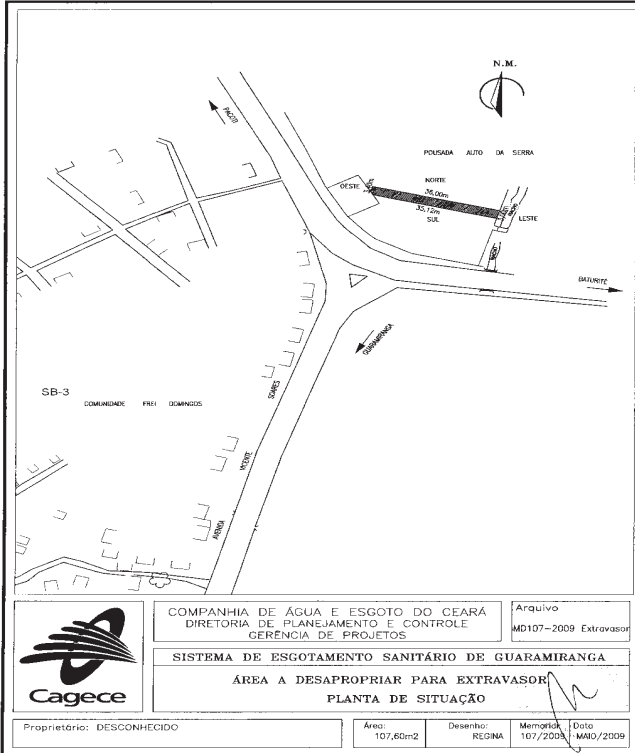 N.M.
PACOTI
POUSADA AUTO DA SERRA
OESTE
NORTE
36,00m
35,12m
SUL
LESTE
BATURITÉ
GUARAMIRANGA
SB-3
COMUNIDADE FREI DOMINGOS
AVENIDA VICENTE SOARES
Cagece
COMPANHIA DE ÁGUA E ESGOTO DO CEARÁ
DIRETORIA DE PLANEJAMENTO E CONTROLE
GERÊNCIA DE PROJETOS
Arquivo
MD107-2009 Extravasor
SISTEMA DE ESGOTAMENTO SANITÁRIO DE GUARAMIRANGA
ÁREA A DESAPROPRIAR PARA EXTRAVASOR
PLANTA DE SITUAÇÃO
Proprietário: DESCONHECIDO
Área:
107,60m2
Desenho:
REGINA
Memorial:
107/2009
Data
MAIO/2009